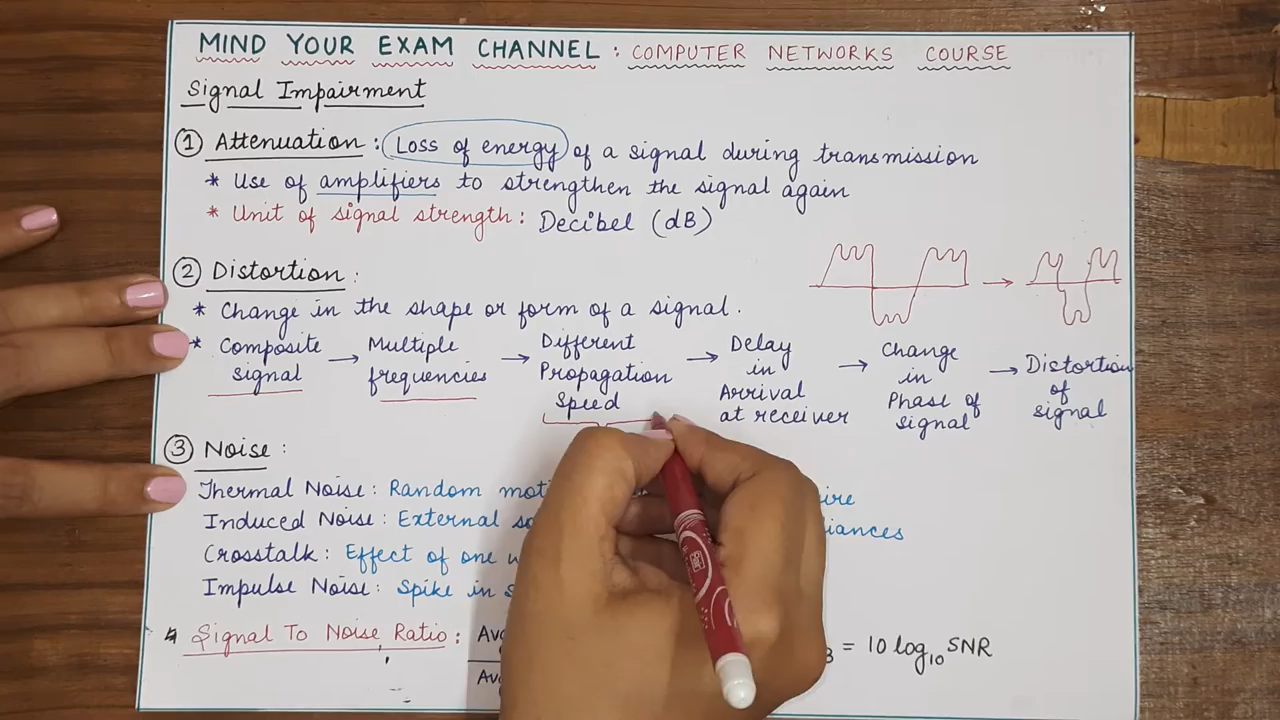 MIND YOUR EXAM CHANNEL : COMPUTER NETWORKS COURSE
Signal Impairment
① Attenuation : Loss of energy of a signal during transmission
* Use of amplifiers to strengthen the signal again
* Unit of signal strength : Decibel (dB)
② Distortion :
* Change in the shape or form of a signal.
* Composite signal → Multiple frequencies → Different Propagation Speed → Delay in Arrival at receiver → Change in Phase of signal → Distortion of signal
③ Noise :
Thermal Noise : Random
Induced Noise : External
Crosstalk : Effect of one
Impulse Noise : Spike in
* Signal To Noise Ratio : = 10 log10 SNR